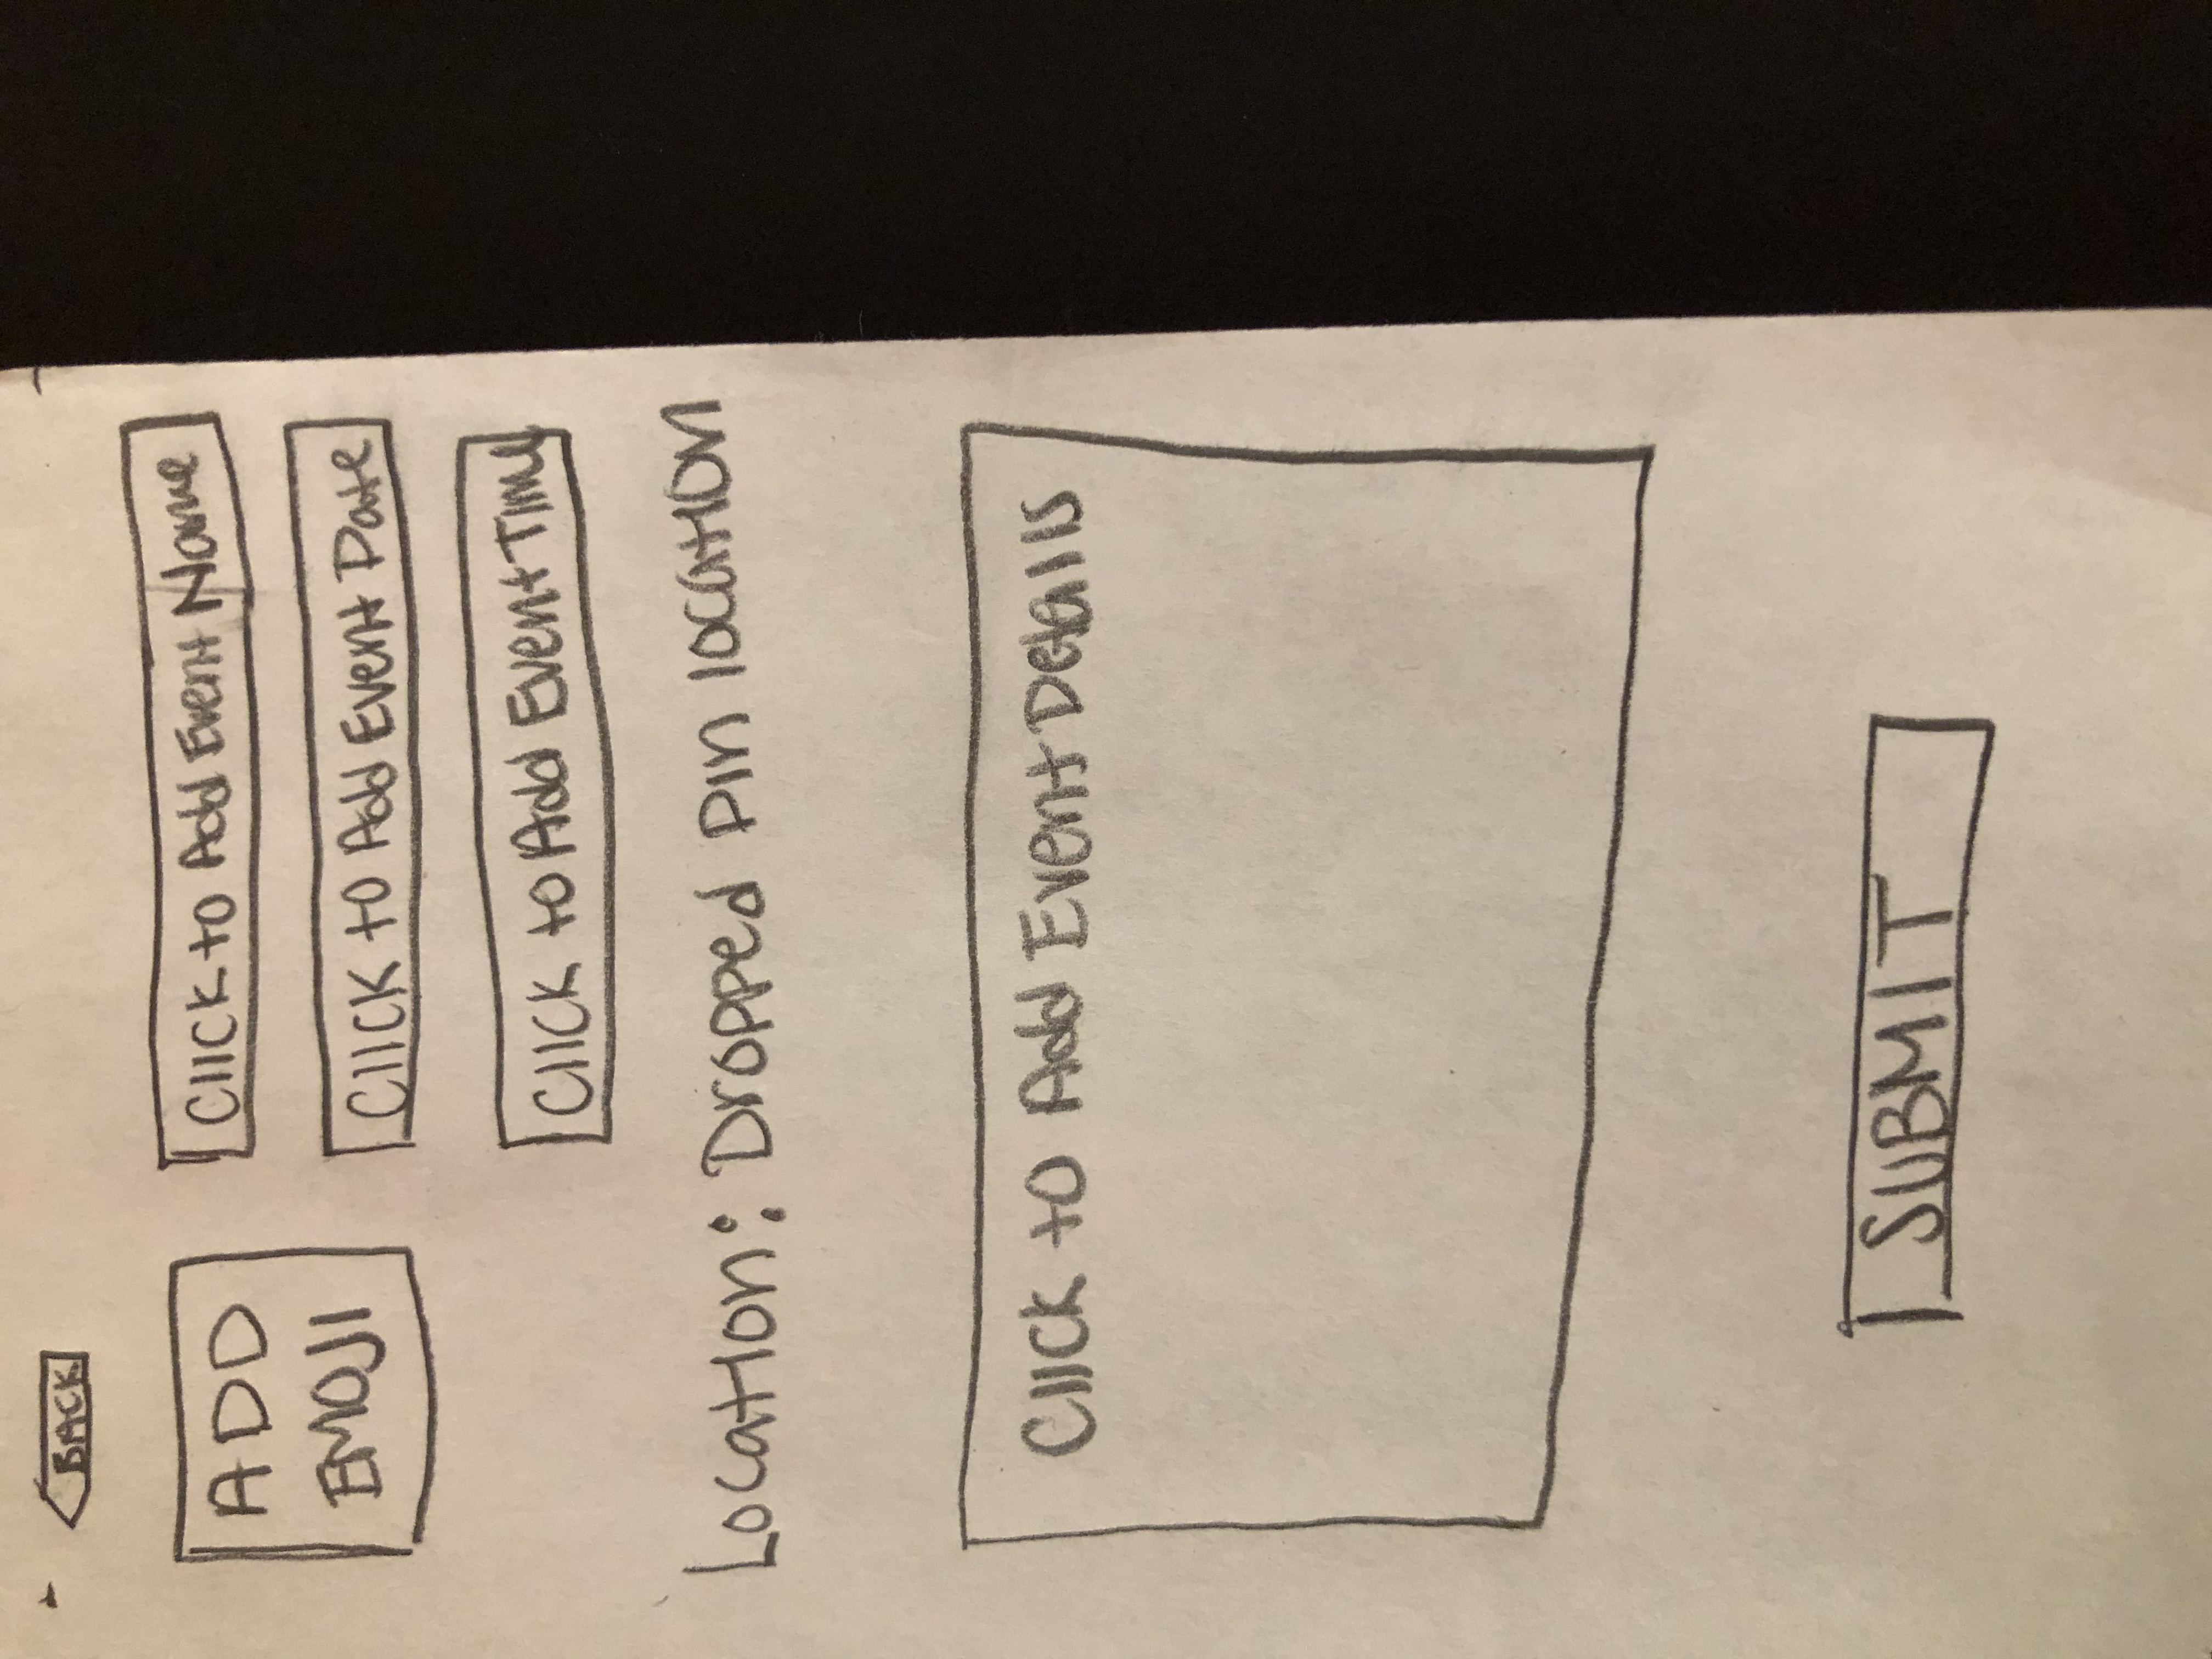 BACK
ADD
EMOJI
Click to Add Event Name
Click to Add Event Date
Click to Add Event Time
Location: Dropped pin location
Click to Add Event Details
SUBMIT